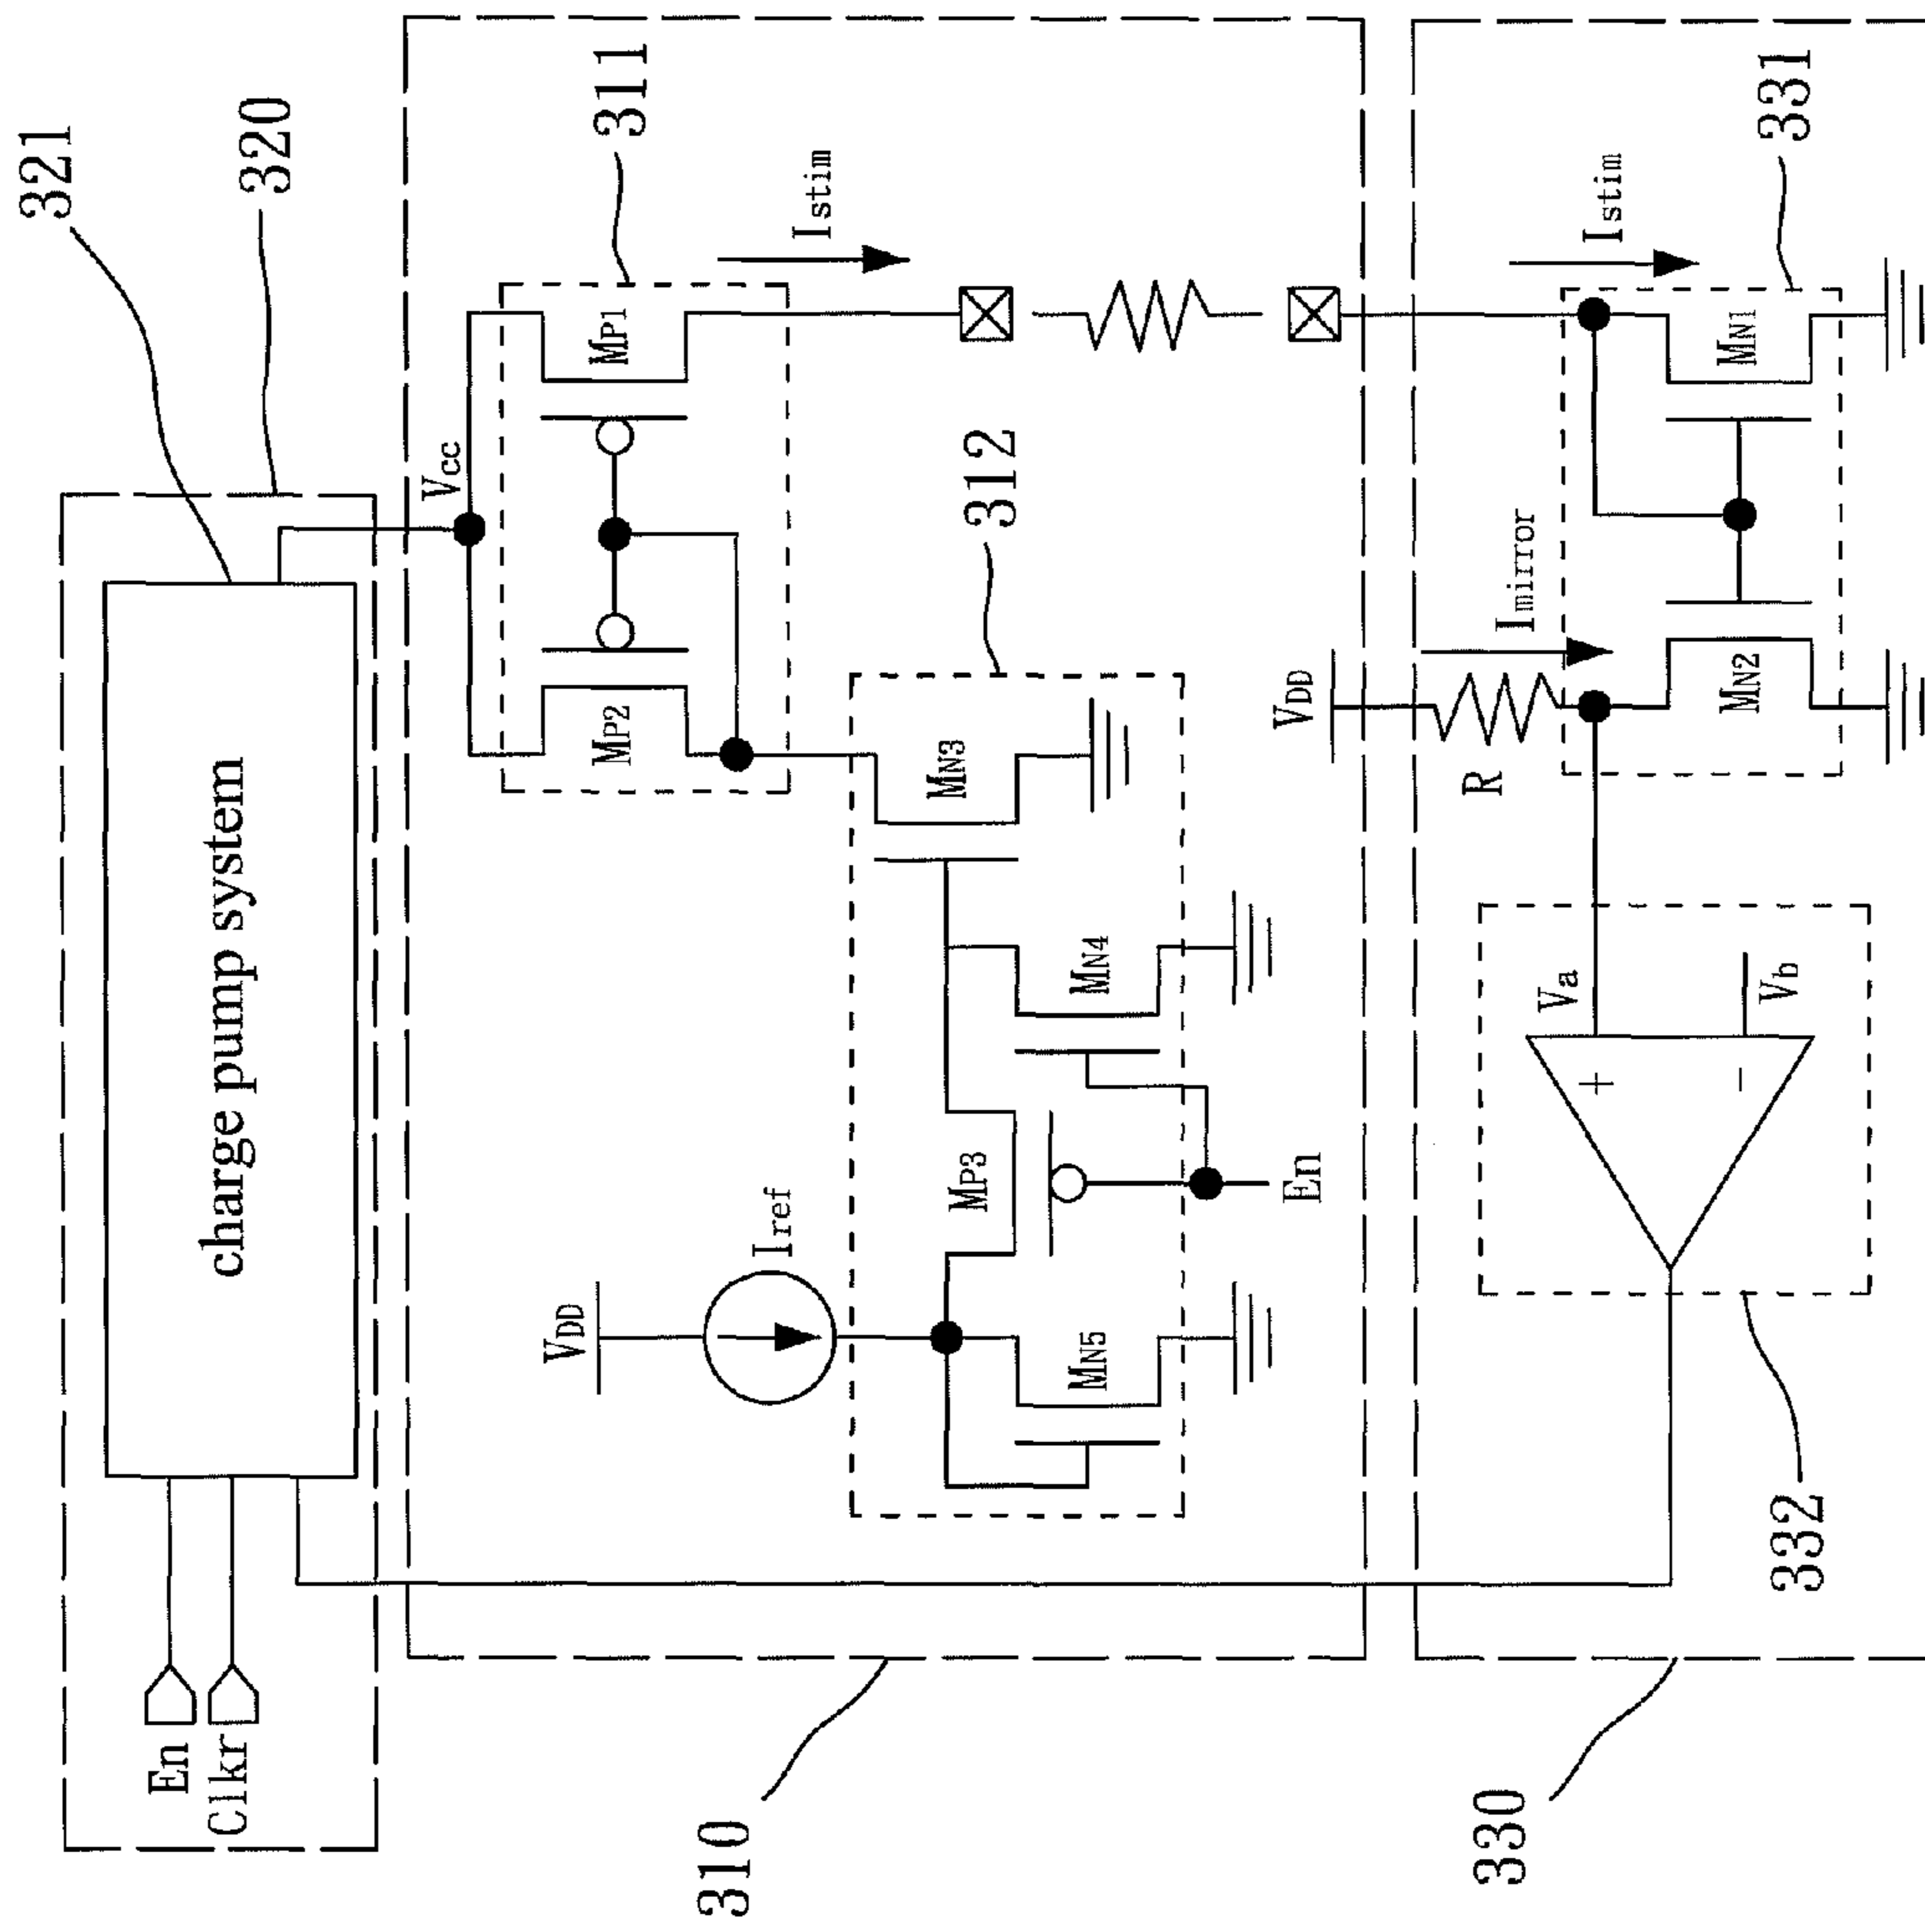 321
320
En
Clkr
charge pump system
Vcc
311
MP2
MP1
Istim
312
VDD
Iref
MN5
MP3
MN4
MN3
En
310
VDD
R
Imirror
Istim
331
MN2
MN1
Va
Vb
+
−
332
330